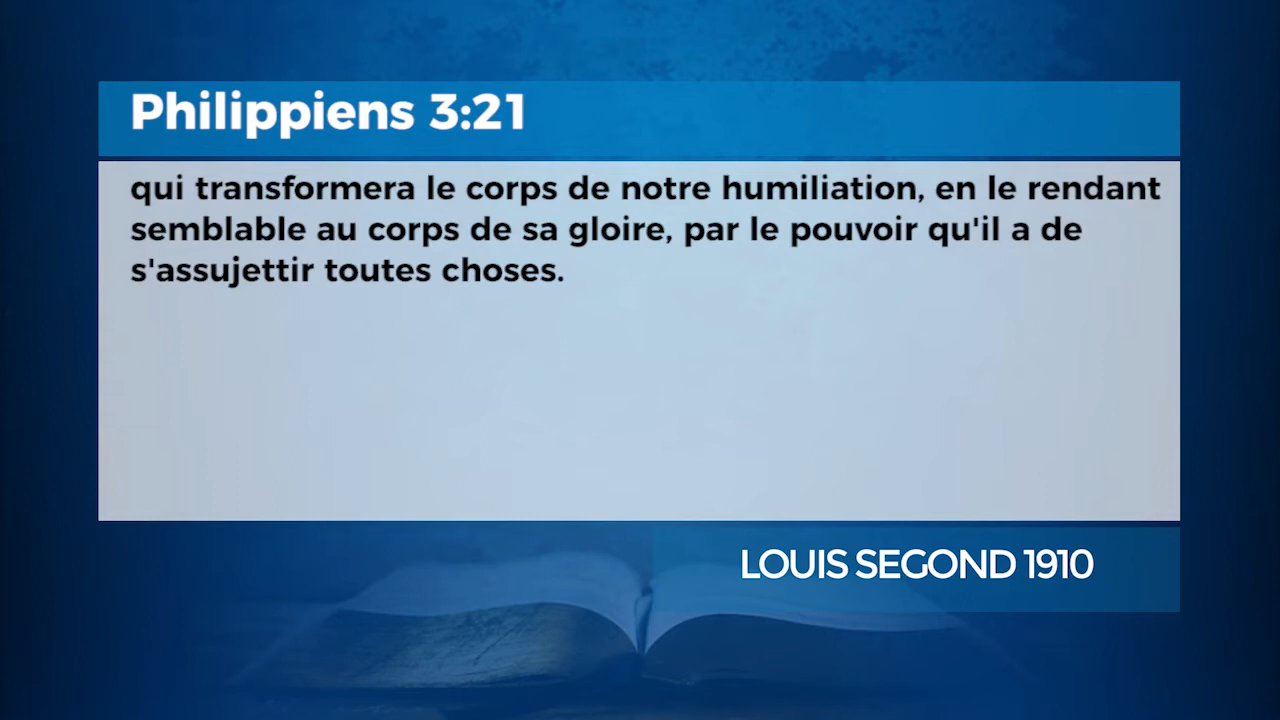 Philippiens 3:21
qui transformera le corps de notre humiliation, en le rendant
semblable au corps de sa gloire, par le pouvoir qu'il a de
s'assujettir toutes choses.
LOUIS SEGOND 1910